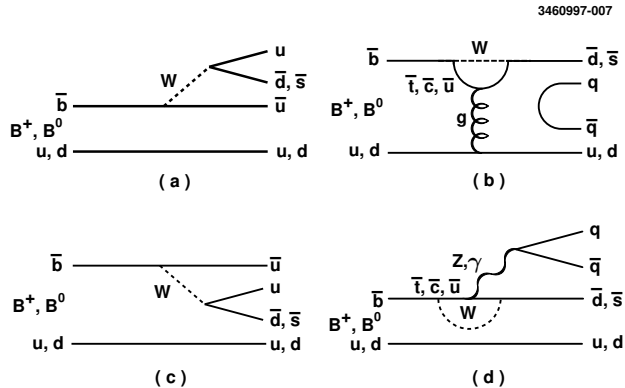 3460997-007
u
W
d̅, s̅
b̅
u̅
B⁺, B⁰
u, d
u, d
( a )
W
b̅
d̅, s̅
t̅, c̅, u̅
q
B⁺, B⁰
g
q̅
u, d
u, d
( b )
b̅
u̅
u
W
B⁺, B⁰
d̅, s̅
u, d
u, d
( c )
q
Z, γ
q̅
t̅, c̅, u̅
b̅
d̅, s̅
W
B⁺, B⁰
u, d
u, d
( d )